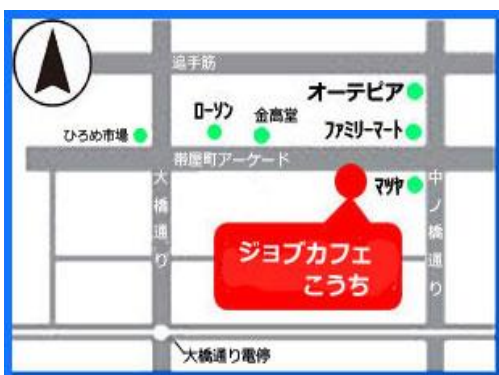 追手筋
オーテピア
ローソン
金高堂
ファミリーマート
ひろめ市場
帯屋町アーケード
マツヤ
大橋通り
中ノ橋通り
ジョブカフェ
こうち
大橋通り電停